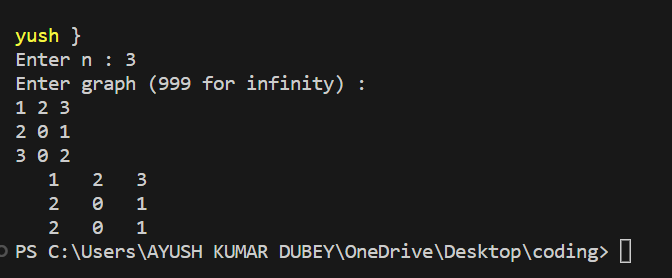 yush }
Enter n : 3
Enter graph (999 for infinity) :
1 2 3
2 0 1
3 0 2
   1   2   3
   2   0   1
   2   0   1
PS C:\Users\AYUSH KUMAR DUBEY\OneDrive\Desktop\coding>